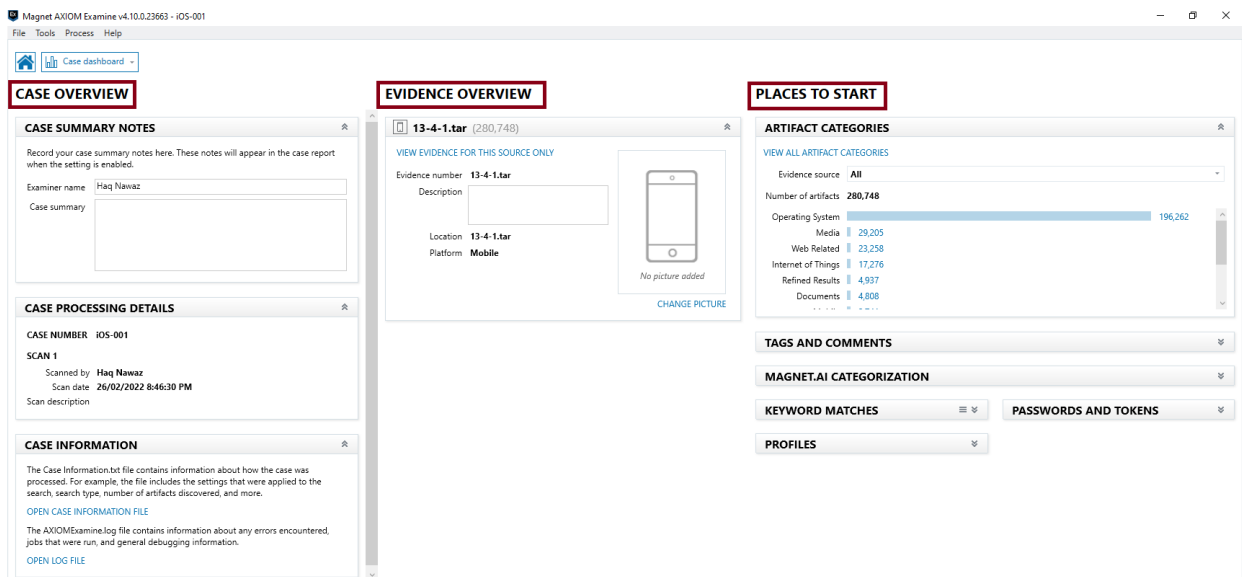 Magnet AXIOM Examine v4.10.0.23663 - iOS-001
File Tools Process Help
Case dashboard
CASE OVERVIEW
CASE SUMMARY NOTES
Record your case summary notes here. These notes will appear in the case report
when the setting is enabled.
Examiner name Haq Nawaz
Case summary
CASE PROCESSING DETAILS
CASE NUMBER iOS-001
SCAN 1
Scanned by Haq Nawaz
Scan date 26/02/2022 8:46:30 PM
Scan description
CASE INFORMATION
The Case Information.txt file contains information about how the case was
processed. For example, the file includes the settings that were applied to the
search, search type, number of artifacts discovered, and more.
OPEN CASE INFORMATION FILE
The AXIOMExamine.log file contains information about any errors encountered,
jobs that were run, and general debugging information.
OPEN LOG FILE
EVIDENCE OVERVIEW
13-4-1.tar (280,748)
VIEW EVIDENCE FOR THIS SOURCE ONLY
Evidence number 13-4-1.tar
Description
Location 13-4-1.tar
Platform Mobile
No picture added
CHANGE PICTURE
PLACES TO START
ARTIFACT CATEGORIES
VIEW ALL ARTIFACT CATEGORIES
Evidence source All
Number of artifacts 280,748
Operating System 196,262
Media 29,205
Web Related 23,258
Internet of Things 17,276
Refined Results 4,937
Documents 4,808
TAGS AND COMMENTS
MAGNET.AI CATEGORIZATION
KEYWORD MATCHES
PASSWORDS AND TOKENS
PROFILES